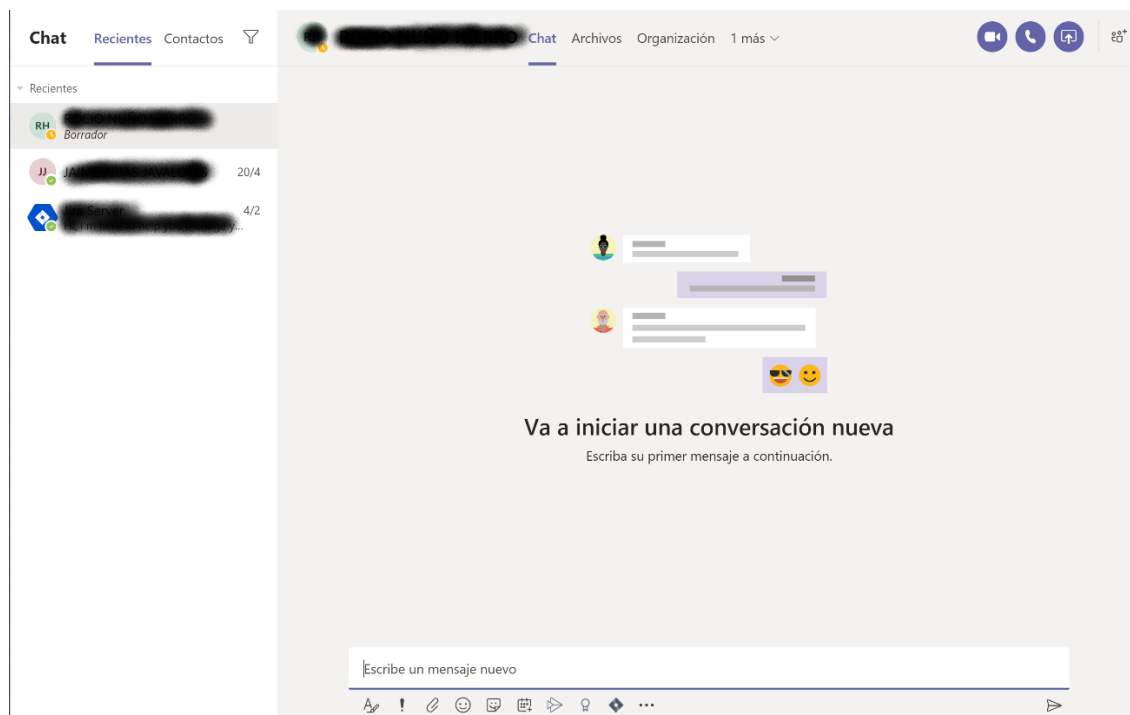 Chat Recientes Contactos
Chat Archivos Organización 1 más
Recientes
RH
Borrador
JJ 20/4
Server 4/2
Va a iniciar una conversación nueva
Escriba su primer mensaje a continuación.
Escribe un mensaje nuevo